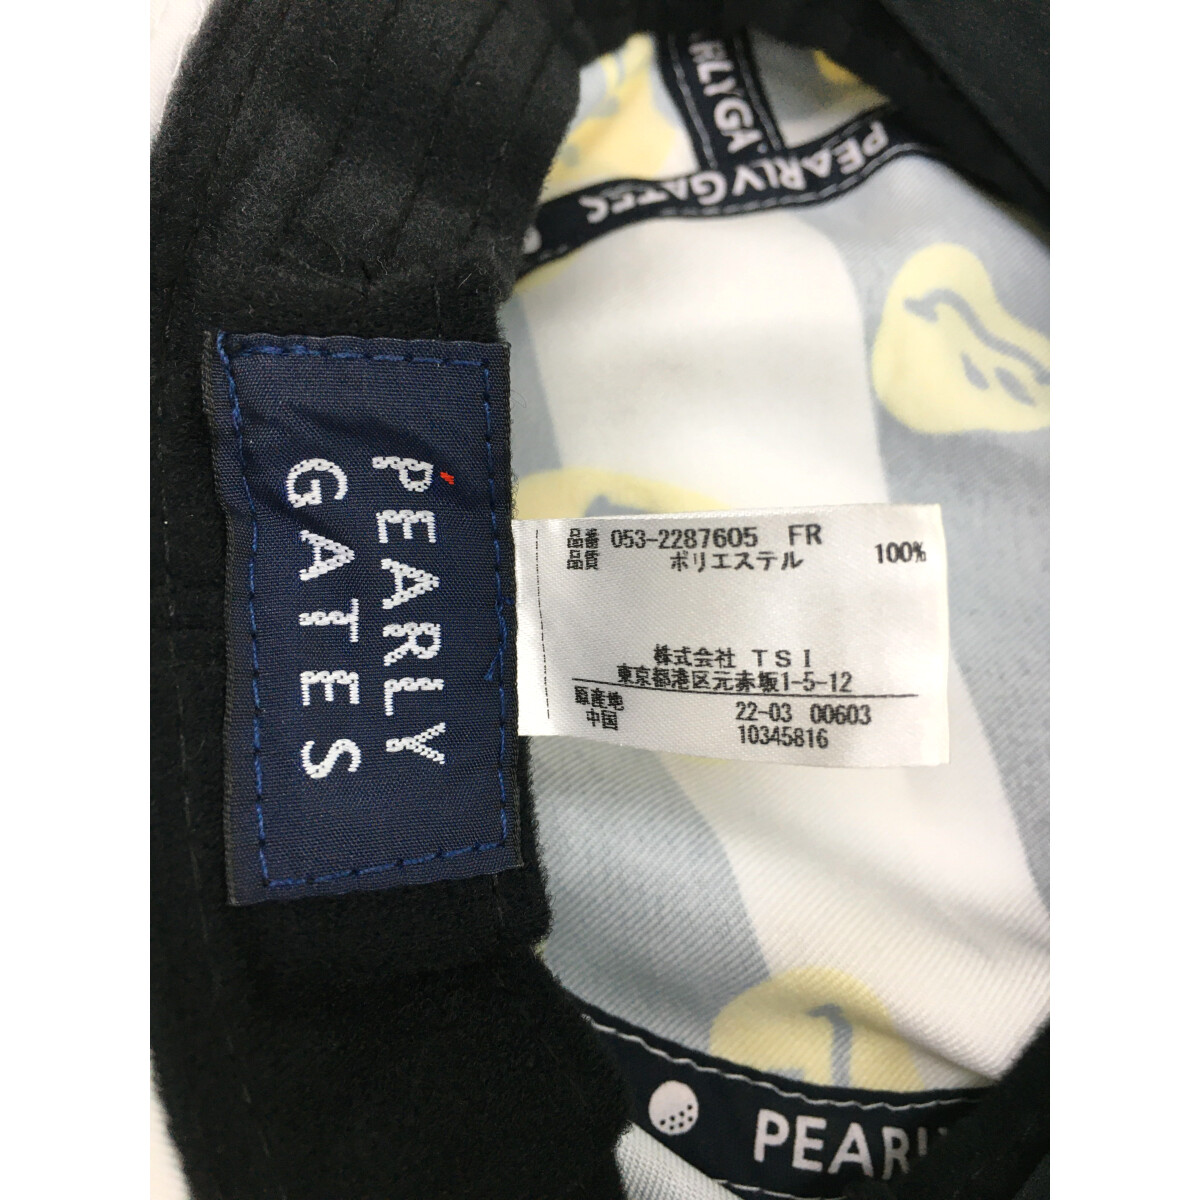 RLYGA
PEARLYGATES
PEARLY
GATES
品番 053-2287605 FR
品質 ポリエステル 100%
株式会社 TSI
東京都港区元赤坂1-5-12
原産地 22-03 00603
中国 10345816
PEARLY